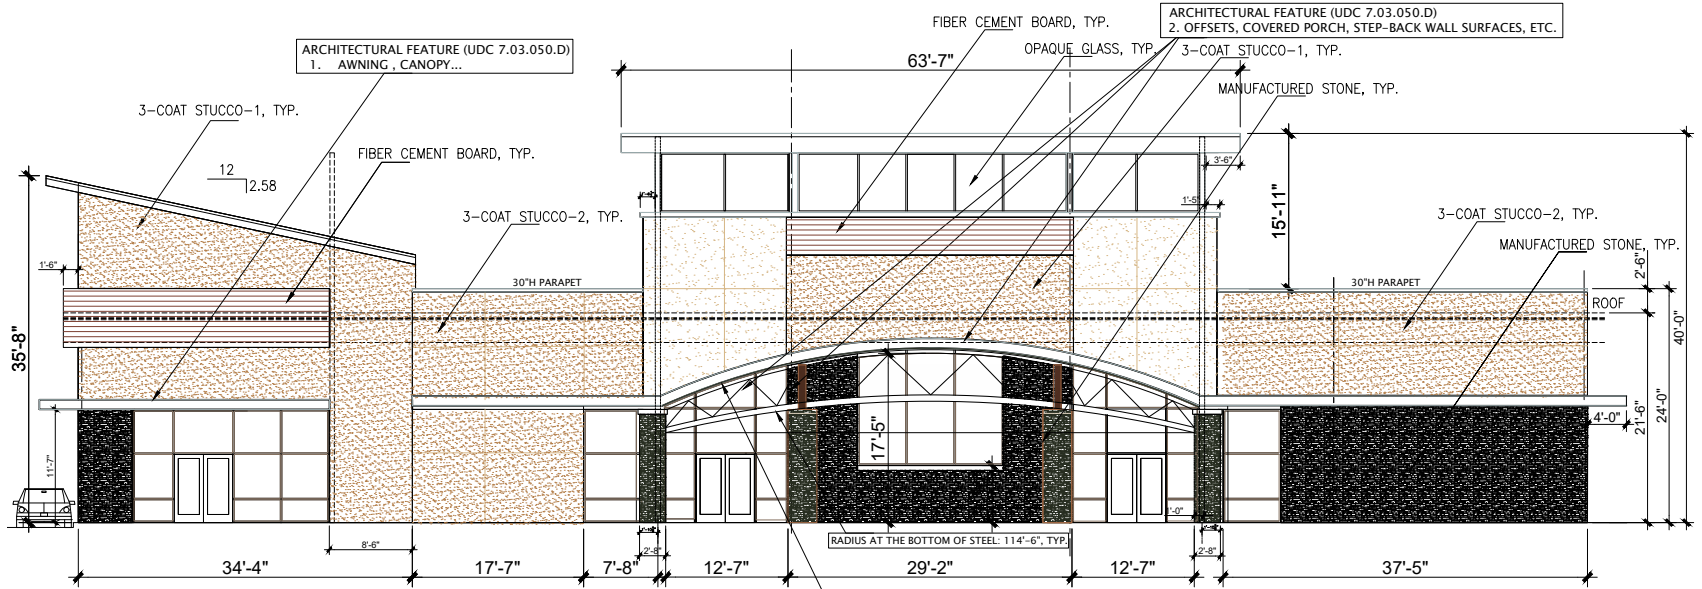 FIBER CEMENT BOARD, TYP.
ARCHITECTURAL FEATURE (UDC 7.03.050.D)
2. OFFSETS, COVERED PORCH, STEP-BACK WALL SURFACES, ETC.
ARCHITECTURAL FEATURE (UDC 7.03.050.D)
1. AWNING , CANOPY...
OPAQUE GLASS, TYP.
3-COAT STUCCO-1, TYP.
63'-7"
MANUFACTURED STONE, TYP.
3-COAT STUCCO-1, TYP.
FIBER CEMENT BOARD, TYP.
3'-6"
12
2.58
1'-5"
15'-11"
3-COAT STUCCO-2, TYP.
3-COAT STUCCO-2, TYP.
MANUFACTURED STONE, TYP.
1'-6"
30"H PARAPET
30"H PARAPET
2'-6"
ROOF
35'-8"
40'-0"
24'-0"
21'-6"
4'-0"
17'-5"
11'-7"
RADIUS AT THE BOTTOM OF STEEL: 114'-6", TYP.
8'-6"
2'-8"
2'-8"
34'-4"
17'-7"
7'-8"
12'-7"
29'-2"
12'-7"
37'-5"